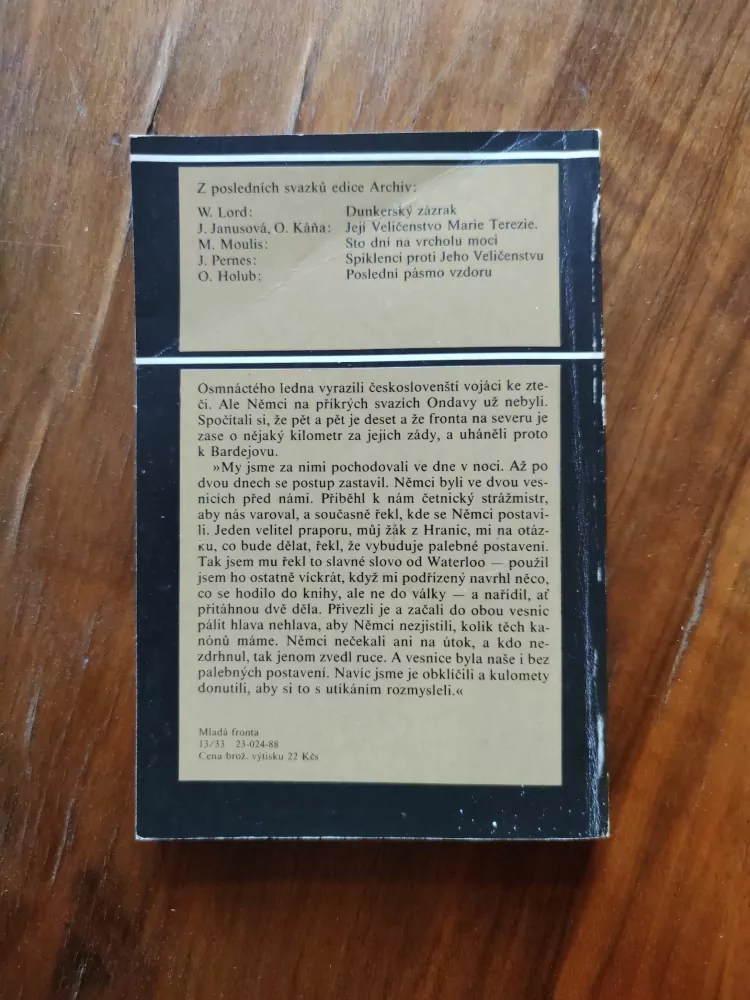 Z posledních svazků edice Archiv:
W. Lord: Dunkerský zázrak
J. Janusová, O. Káňa: Její Veličenstvo Marie Terezie.
M. Moulis: Sto dní na vrcholu moci
J. Pernes: Spiklenci proti Jeho Veličenstvu
O. Holub: Poslední pásmo vzdoru
Osmnáctého ledna vyrazili českoslovenští vojáci ke zte-
či. Ale Němci na příkrých svazích Ondavy už nebyli.
Spočítali si, že pět a pět je deset a že fronta na severu je
zase o nějaký kilometr za jejich zády, a uháněli proto
k Bardejovu.
»My jsme za nimi pochodovali ve dne v noci. Až po
dvou dnech se postup zastavil. Němci byli ve dvou ves-
nicích před námi. Přiběhl k nám četnický strážmistr,
aby nás varoval, a současně řekl, kde se Němci postavi-
li. Jeden velitel praporu, můj žák z Hranic, mi na otáz-
ku, co bude dělat, řekl, že vybuduje palebné postavení.
Tak jsem mu řekl to slavné slovo od Waterloo — použil
jsem ho ostatně víckrát, když mi podřízený navrhl něco,
co se hodilo do knihy, ale ne do války — a nařídil, ať
přitáhnou dvě děla. Přivezli je a začali do obou vesnic
pálit hlava nehlava, aby Němci nezjistili, kolik těch ka-
nónů máme. Němci nečekali ani na útok, a kdo ne-
zdrhnul, tak jenom zvedl ruce. A vesnice byla naše i bez
palebných postavení. Navíc jsme je obklíčili a kulomety
donutili, aby si to s utíkáním rozmysleli.«
Mladá fronta
13/33 23-024-88
Cena brož. výtisku 22 Kčs